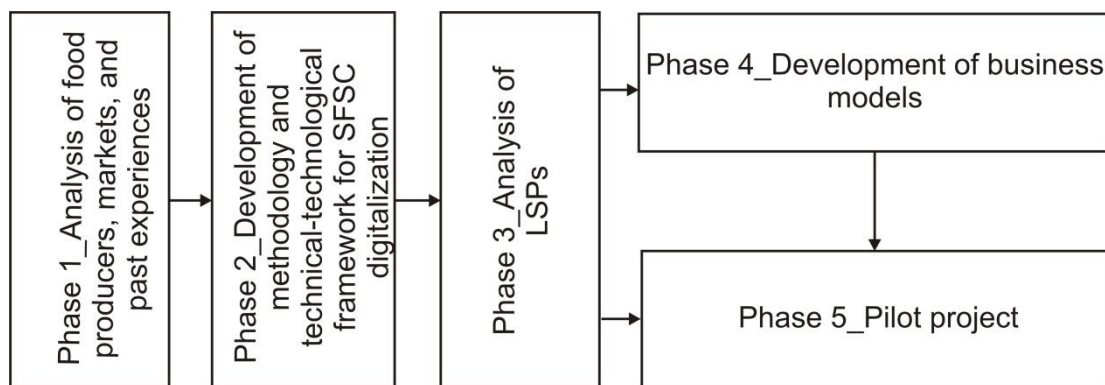 Phase 1_Analysis of food
producers, markets, and
past experiences
Phase 2_Development of
methodology and
technical-technological
framework for SFSC
digitalization
Phase 3_Analysis of
LSPs
Phase 4_Development of business
models
Phase 5_Pilot project